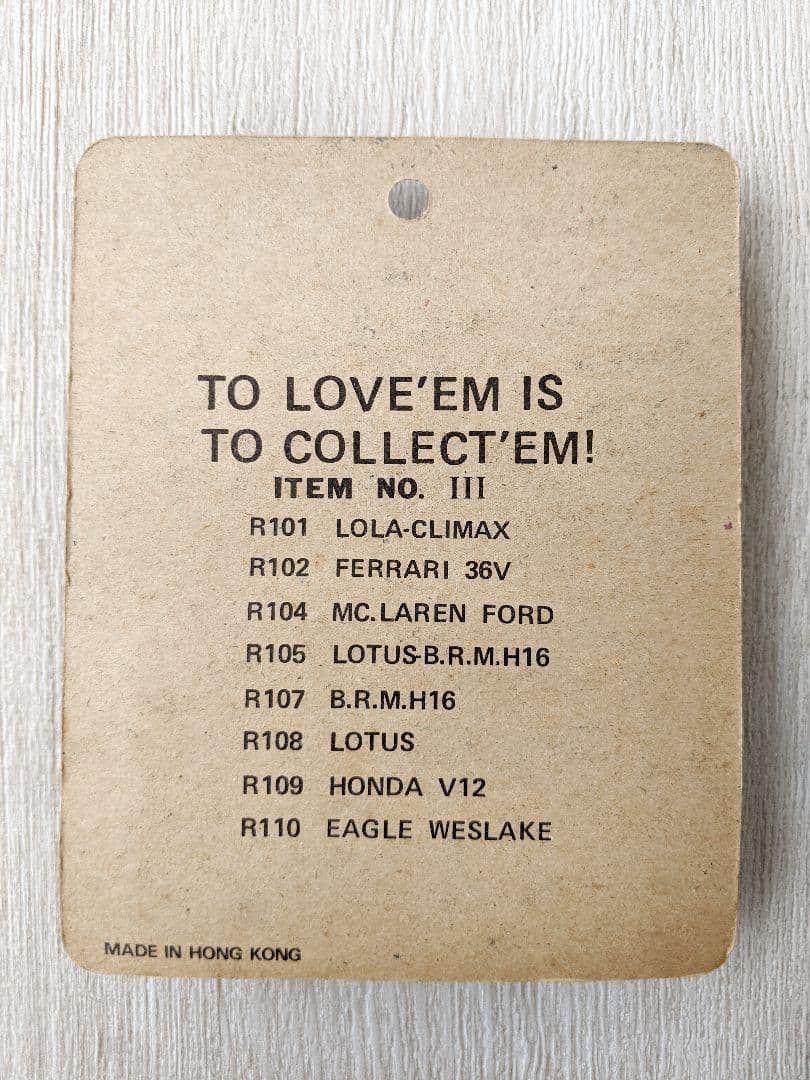 TO LOVE'EM IS
TO COLLECT'EM!
ITEM NO. III
R101 LOLA-CLIMAX
R102 FERRARI 36V
R104 MC.LAREN FORD
R105 LOTUS-B.R.M.H16
R107 B.R.M.H16
R108 LOTUS
R109 HONDA V12
R110 EAGLE WESLAKE
MADE IN HONG KONG